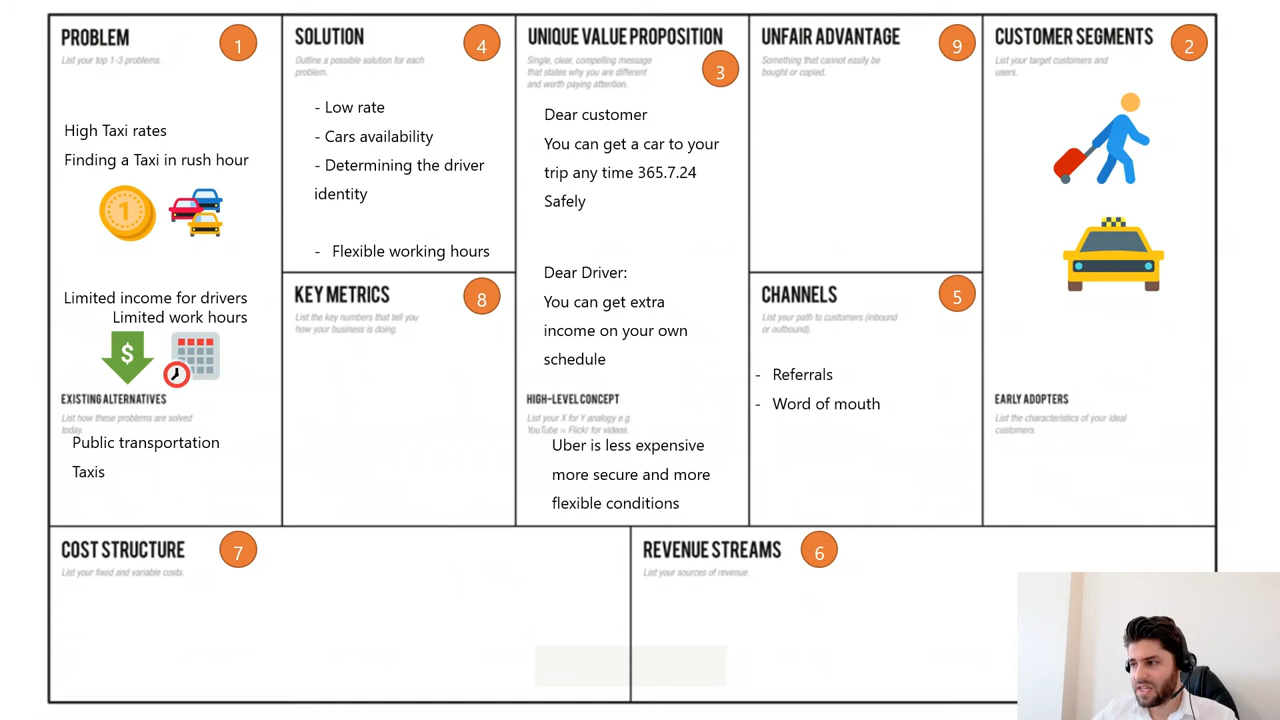 PROBLEM
1
List your top 1-3 problems.
High Taxi rates
Finding a Taxi in rush hour
1
Limited income for drivers
Limited work hours
$
EXISTING ALTERNATIVES
List how these problems are solved
today.
Public transportation
Taxis
SOLUTION
4
Outline a possible solution for each
problem.
- Low rate
- Cars availability
- Determining the driver
identity
- Flexible working hours
KEY METRICS
8
List the key numbers that tell you
how your business is doing.
UNIQUE VALUE PROPOSITION
3
Single, clear, compelling message
that states why you are different
and worth paying attention.
Dear customer
You can get a car to your
trip any time 365.7.24
Safely
Dear Driver:
You can get extra
income on your own
schedule
HIGH-LEVEL CONCEPT
List your X for Y analogy e.g.
YouTube = Flickr for videos.
Uber is less expensive
more secure and more
flexible conditions
UNFAIR ADVANTAGE
9
Something that cannot easily be
bought or copied.
CHANNELS
5
List your path to customers (inbound
or outbound).
- Referrals
- Word of mouth
CUSTOMER SEGMENTS
2
List your target customers and
users.
EARLY ADOPTERS
List the characteristics of your ideal
customers.
COST STRUCTURE
7
List your fixed and variable costs.
REVENUE STREAMS
6
List your sources of revenue.